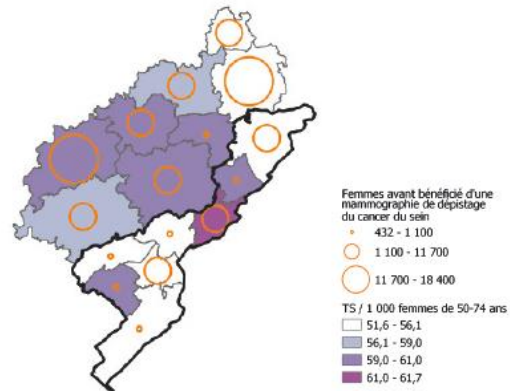 Femmes ayant bénéficié d'une
mammographie de dépistage
du cancer du sein
432 - 1 100
1 100 - 11 700
11 700 - 18 400
TS / 1 000 femmes de 50-74 ans
51,6 - 56,1
56,1 - 59,0
59,0 - 61,0
61,0 - 61,7